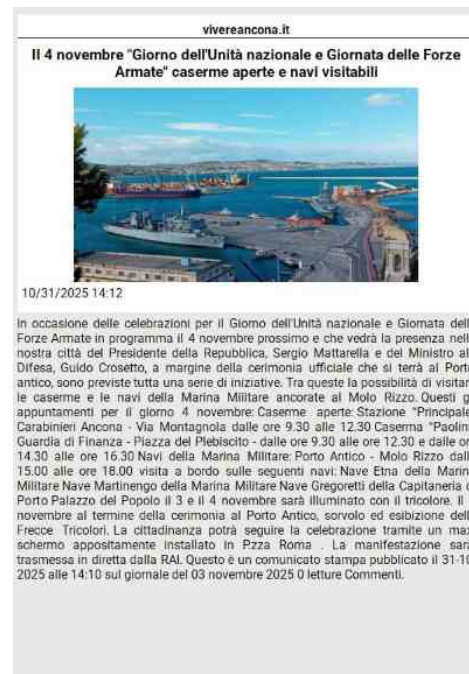 vivereancona.it
Il 4 novembre "Giorno dell'Unità nazionale e Giornata delle Forze
Armate" caserme aperte e navi visitabili
10/31/2025 14:12
In occasione delle celebrazioni per il Giorno dell'Unità nazionale e Giornata dell
Forze Armate in programma il 4 novembre prossimo e che vedrà la presenza nell
nostra città del Presidente della Repubblica, Sergio Mattarella e del Ministro al
Difesa, Guido Crosetto, a margine della cerimonia ufficiale che si terrà al Port
antico, sono previste tutta una serie di iniziative. Tra queste la possibilità di visitar
le caserme e le navi della Marina Militare ancorate al Molo Rizzo. Questi g
appuntamenti per il giorno 4 novembre: Caserme aperte: Stazione "Principale
Carabinieri Ancona - Via Montagnola dalle ore 9.30 alle 12.30 Caserma "Paolin
Guardia di Finanza - Piazza del Plebiscito - dalle ore 9.30 alle ore 12.30 e dalle or
14.30 alle ore 16.30 Navi della Marina Militare: Porto Antico - Molo Rizzo dall
15.00 alle ore 18.00 visita a bordo sulle seguenti navi: Nave Etna della Marin
Militare Nave Martinengo della Marina Militare Nave Gregoretti della Capitaneria d
Porto Palazzo del Popolo il 3 e il 4 novembre sarà illuminato con il tricolore. Il
novembre al termine della cerimonia al Porto Antico, sorvolo ed esibizione dell
Frecce Tricolori. La cittadinanza potrà seguire la celebrazione tramite un max
schermo appositamente installato in P.zza Roma . La manifestazione sarà
trasmessa in diretta dalla RAI. Questo è un comunicato stampa pubblicato il 31-10
2025 alle 14:10 sul giornale del 03 novembre 2025 0 letture Commenti.